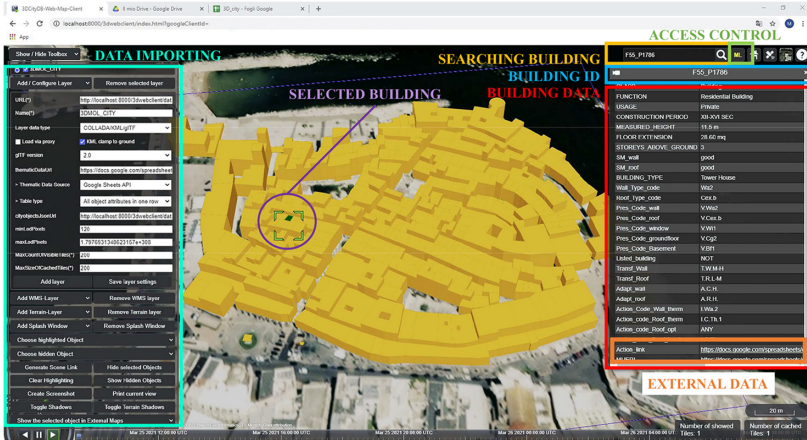 3DCityDB-Web-Map-Client
Il mio Drive - Google Drive
3D_city - Fogli Google
localhost:8000/3dwebclient/index.html?googleClientId=
App
ACCESS CONTROL
Show / Hide Toolbox
DATA IMPORTING
SEARCHING BUILDING
F55_P1786
ML
BUILDING ID
F55_P1786
BUILDING DATA
SELECTED BUILDING
3DMOL_CITY
Add / Configure Layer
Remove selected layer
URL(*)
http://localhost:8000/3dwebclient/dat
Name(*)
3DMOL_CITY
Layer data type
COLLADA/KML/glTF
Load via proxy
KML clamp to ground
glTF version
2.0
thematicDataUrl
https://docs.google.com/spreadsheet
> Thematic Data Source
Google Sheets API
> Table type
All object attributes in one row
cityobjectsJsonUrl
http://localhost:8000/3dwebclient/dat
minLodPixels
120
maxLodPixels
1.7976931348623157e+308
MaxCountOfVisibleTiles(*)
200
MaxSizeOfCachedTiles(*)
200
Add layer
Save layer settings
Add WMS-Layer
Remove WMS layer
Add Terrain-Layer
Remove Terrain layer
Add Splash Window
Remove Splash Window
Choose highlighted Object
Choose hidden Object
Generate Scene Link
Hide selected Objects
Clear Highlighting
Show Hidden Objects
Create Screenshot
Print current view
Toggle Shadows
Toggle Terrain Shadows
Show the selected object in External Maps
FUNCTION Residential Building
USAGE Private
CONSTRUCTION PERIOD XII-XVI SEC
MEASURED_HEIGHT 11.5 m
FLOOR EXTENSION 28.60 mq
STOREYS_ABOVE_GROUND 3
SM_wall good
SM_roof good
BUILDING_TYPE Tower House
Wall_Type_code Wa2
Roof_Type_code Cex.b
Pres_Code_wall V.Wa2
Pres_Code_roof V.Cex.b
Pres_Code_window V.Wi1
Pres_Code_groundfloor V.Cg2
Pres_Code_Basement V.Bf1
Listed_building NOT
Transf_Wall T.W.M-H
Transf_Roof T.R.L-M
Adapt_wall A.C.H.
Adapt_roof A.R.H.
Action_Code_Wall_therm I.Wa.2
Action_code_Roof_therm I.C.Th.1
Action_code_Roof_opt ANY
Action_link https://docs.google.com/spreadsheets/
EXTERNAL DATA
20 m
Number of showed Tiles: 1
Number of cached Tiles: 1
Mar 25 2021 12:00:00 UTC
Mar 25 2021 16:00:00 UTC
Mar 25 2021 20:00:00 UTC
Mar 26 2021 00:00:00 UTC
Mar 26 2021 04:00:00 UTC